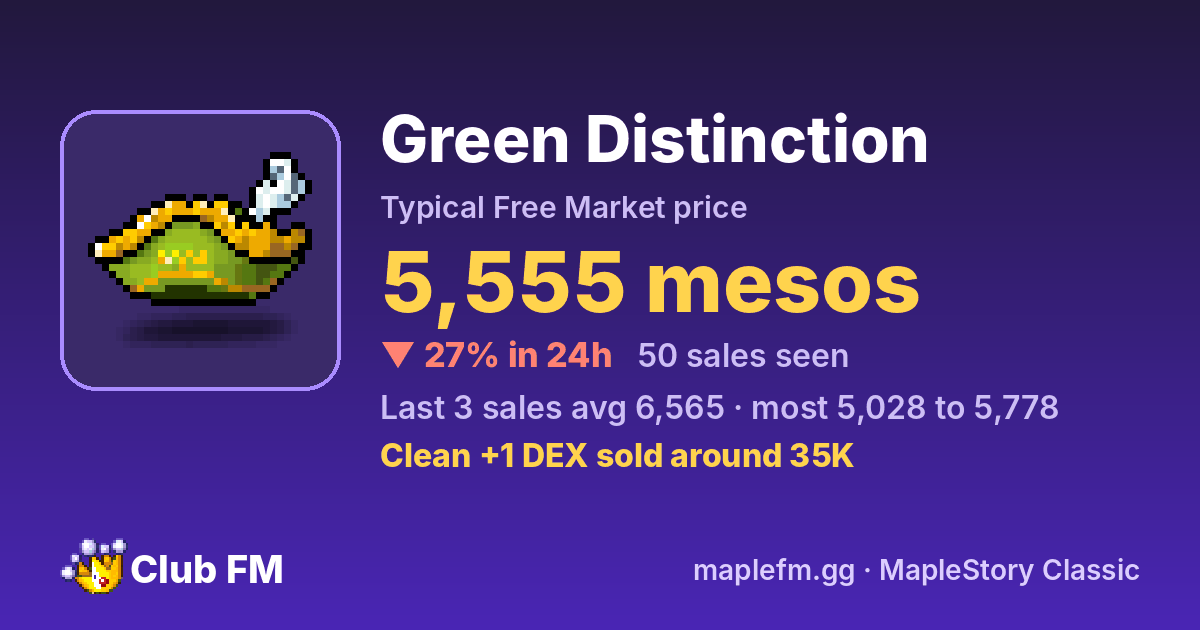 Green Distinction
Typical Free Market price
5,555 mesos
▼ 27% in 24h 50 sales seen
Last 3 sales avg 6,565 · most 5,028 to 5,778
Clean +1 DEX sold around 35K
Club FM
maplefm.gg · MapleStory Classic